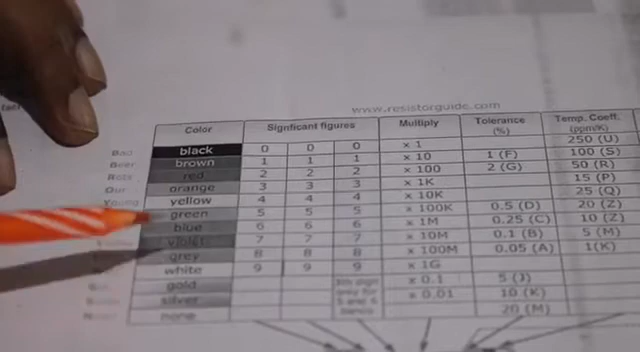 www.resistorguide.com
Color Signficant figures Multiply Tolerance (%) Temp. Coeff. (ppm/K)
Bad black 0 0 0 x 1 250 (U)
Beer brown 1 1 1 x 10 1 (F) 100 (S)
Rots red 2 2 2 x 100 2 (G) 50 (R)
Our orange 3 3 3 x 1K 15 (P)
Young yellow 4 4 4 x 10K 25 (Q)
green 5 5 5 x 100K 0.5 (D) 20 (Z)
blue 6 6 6 x 1M 0.25 (C) 10 (Z)
violet 7 7 7 x 10M 0.1 (B) 5 (M)
grey 8 8 8 x 100M 0.05 (A) 1(K)
white 9 9 9 x 1G
gold x 0.1 5 (J)
silver x 0.01 10 (K)
none 20 (M)